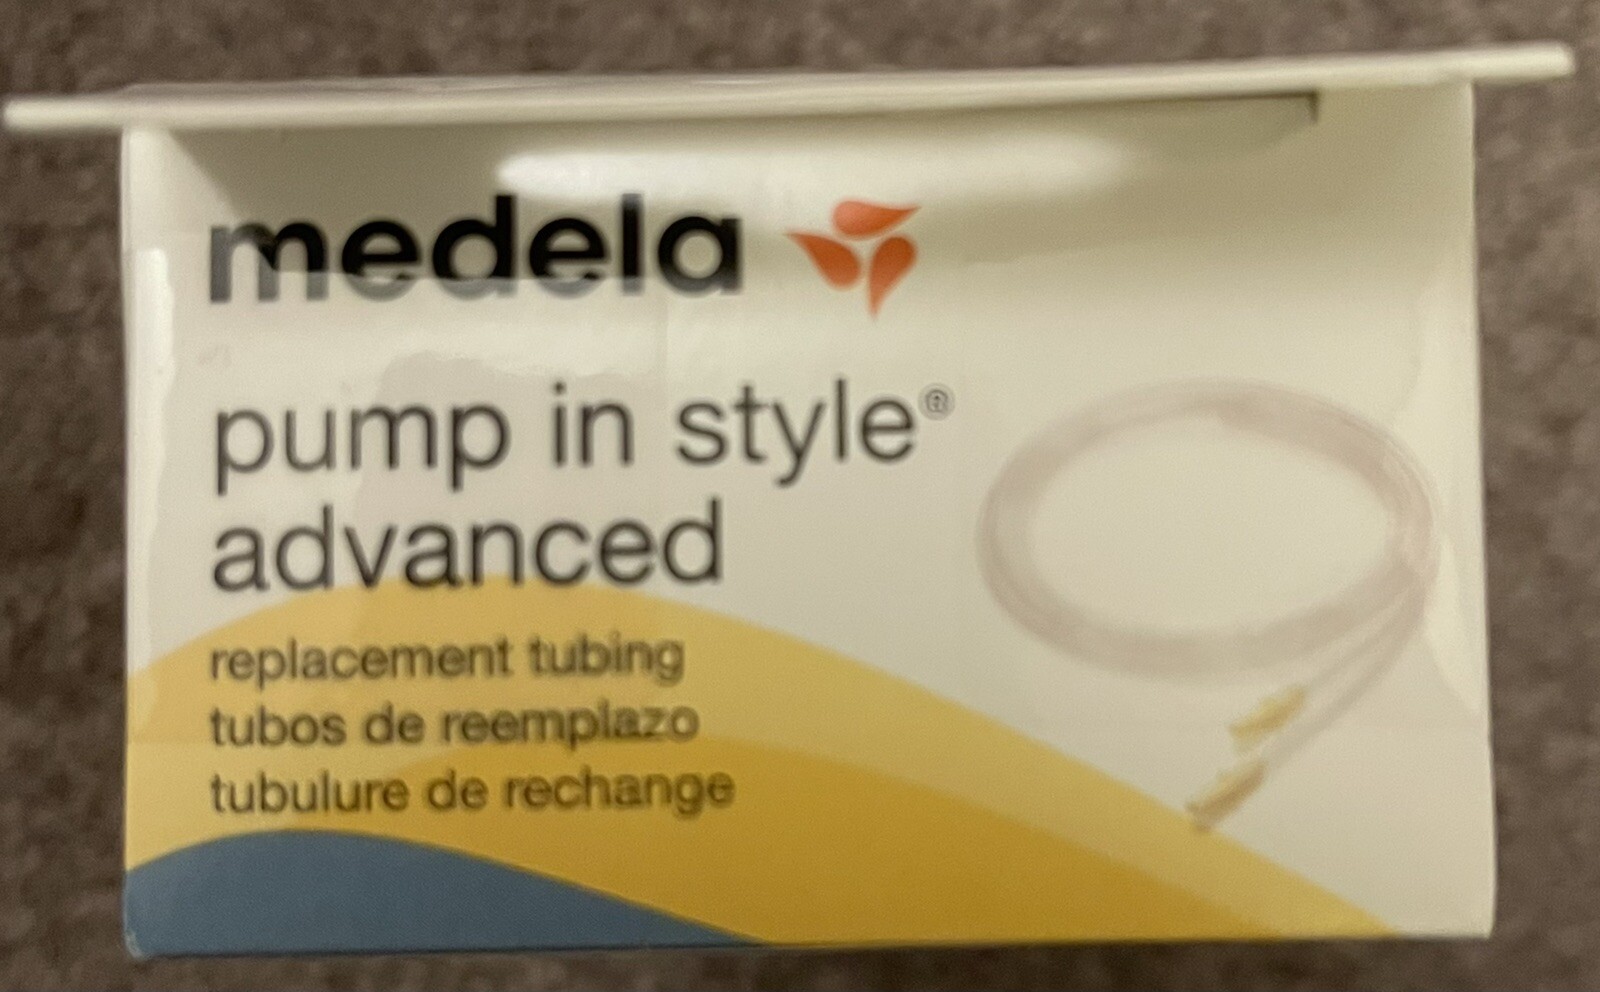 medela
pump in style®
advanced
replacement tubing
tubos de reemplazo
tubulure de rechange